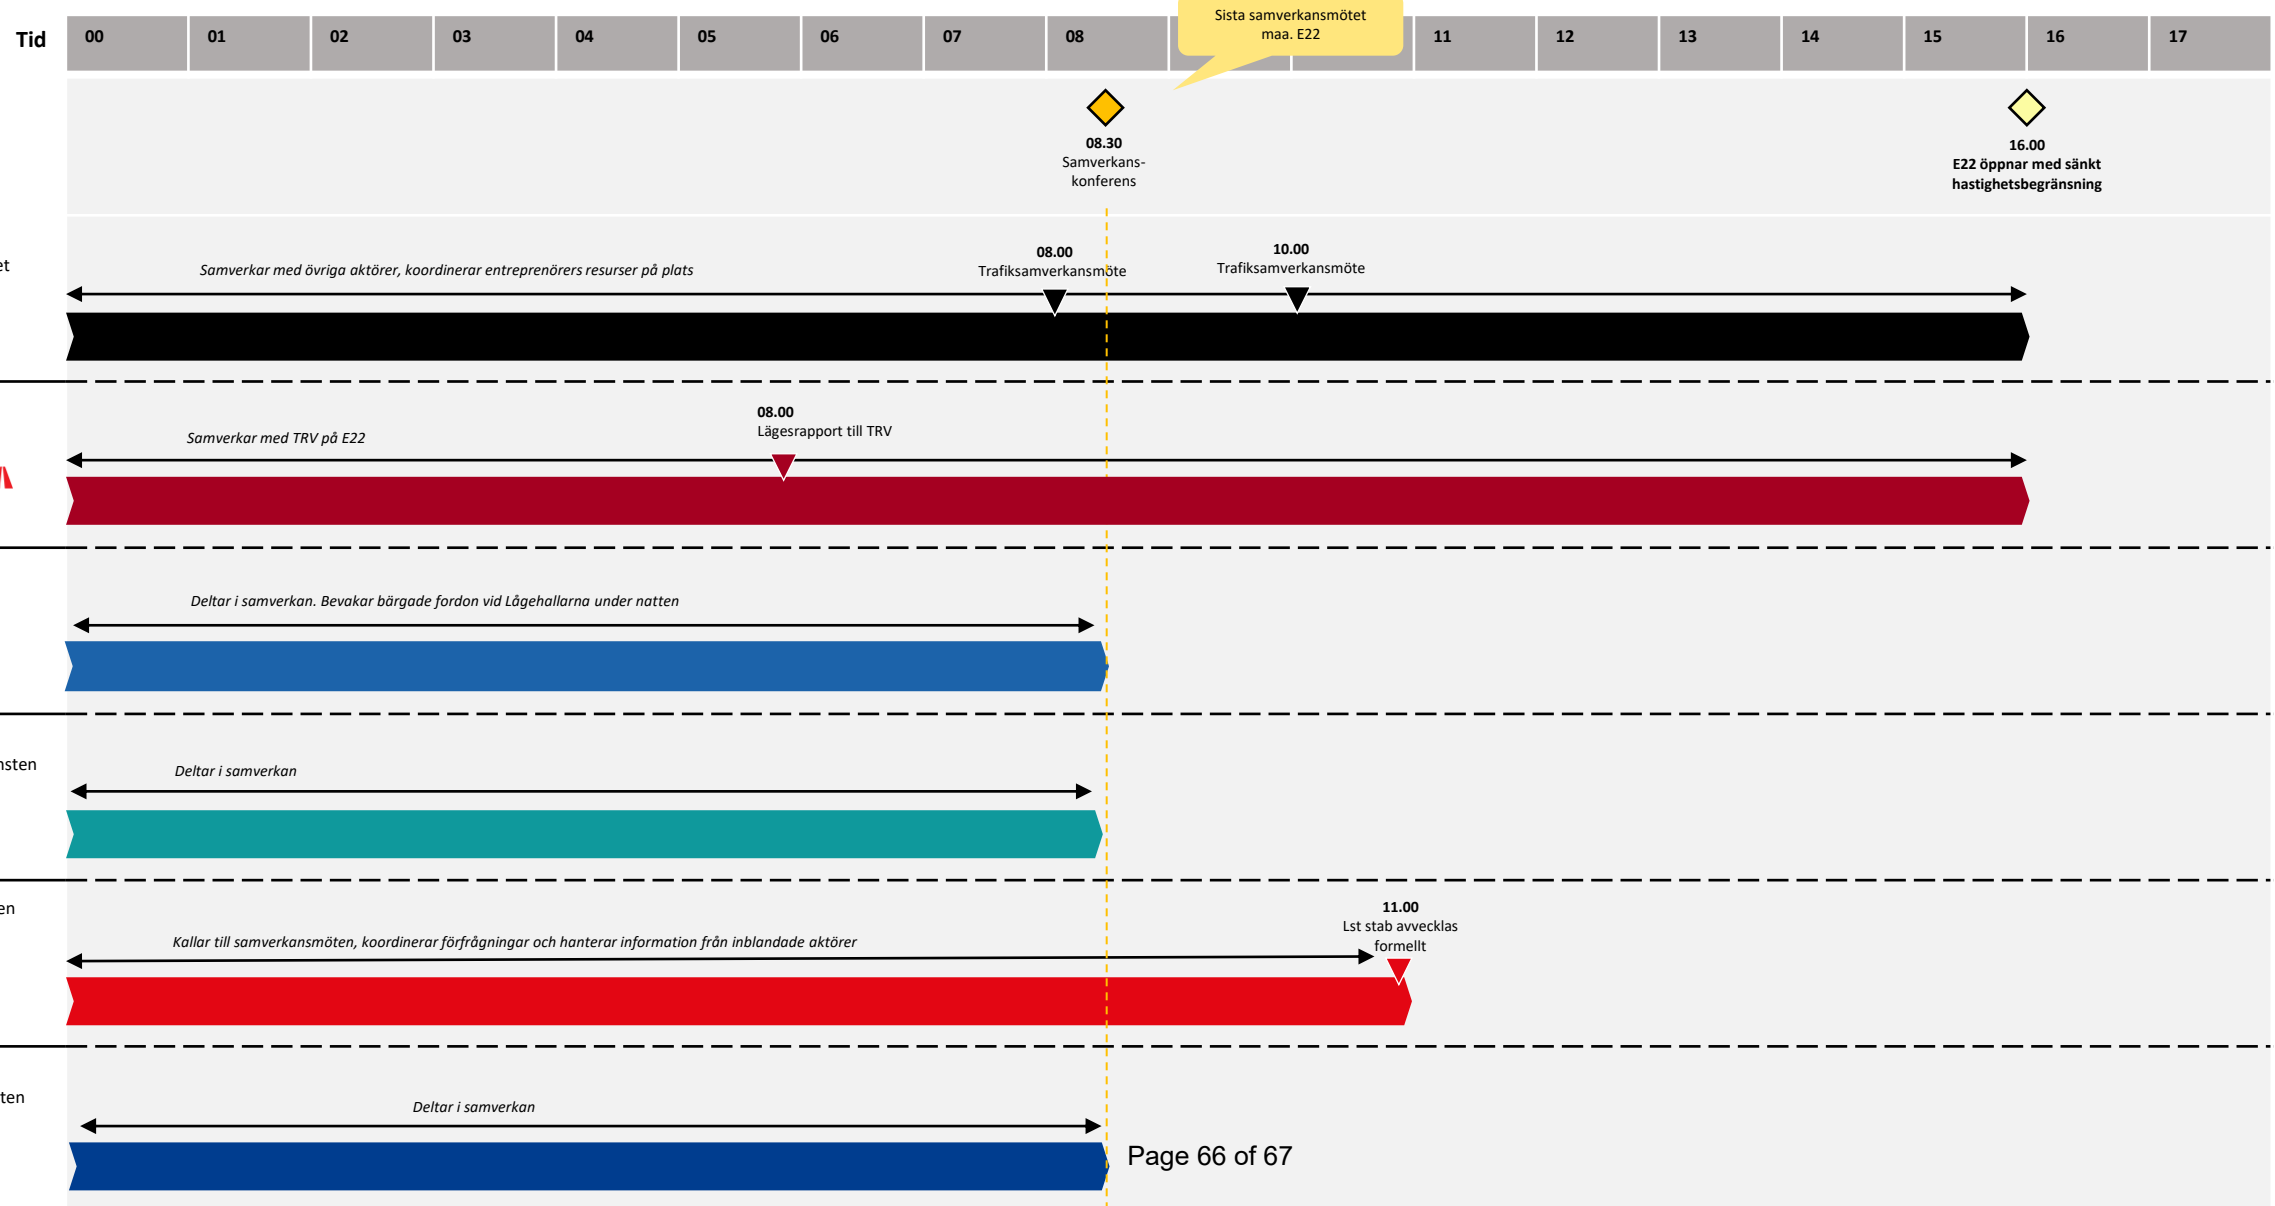 Sista samverkansmötet
maa. E22
Tid 00 01 02 03 04 05 06 07 08 11 12 13 14 15 16 17
08.30
Samverkans-
konferens
16.00
E22 öppnar med sänkt
hastighetsbegränsning
et
Samverkar med övriga aktörer, koordinerar entreprenörers resurser på plats
08.00
Trafiksamverkansmöte
10.00
Trafiksamverkansmöte
08.00
Lägesrapport till TRV
Samverkar med TRV på E22
Deltar i samverkan. Bevakar bärgade fordon vid Lågehallarna under natten
nsten
Deltar i samverkan
en
Kallar till samverkansmöten, koordinerar förfrågningar och hanterar information från inblandade aktörer
11.00
Lst stab avvecklas
formellt
ten
Deltar i samverkan
Page 66 of 67